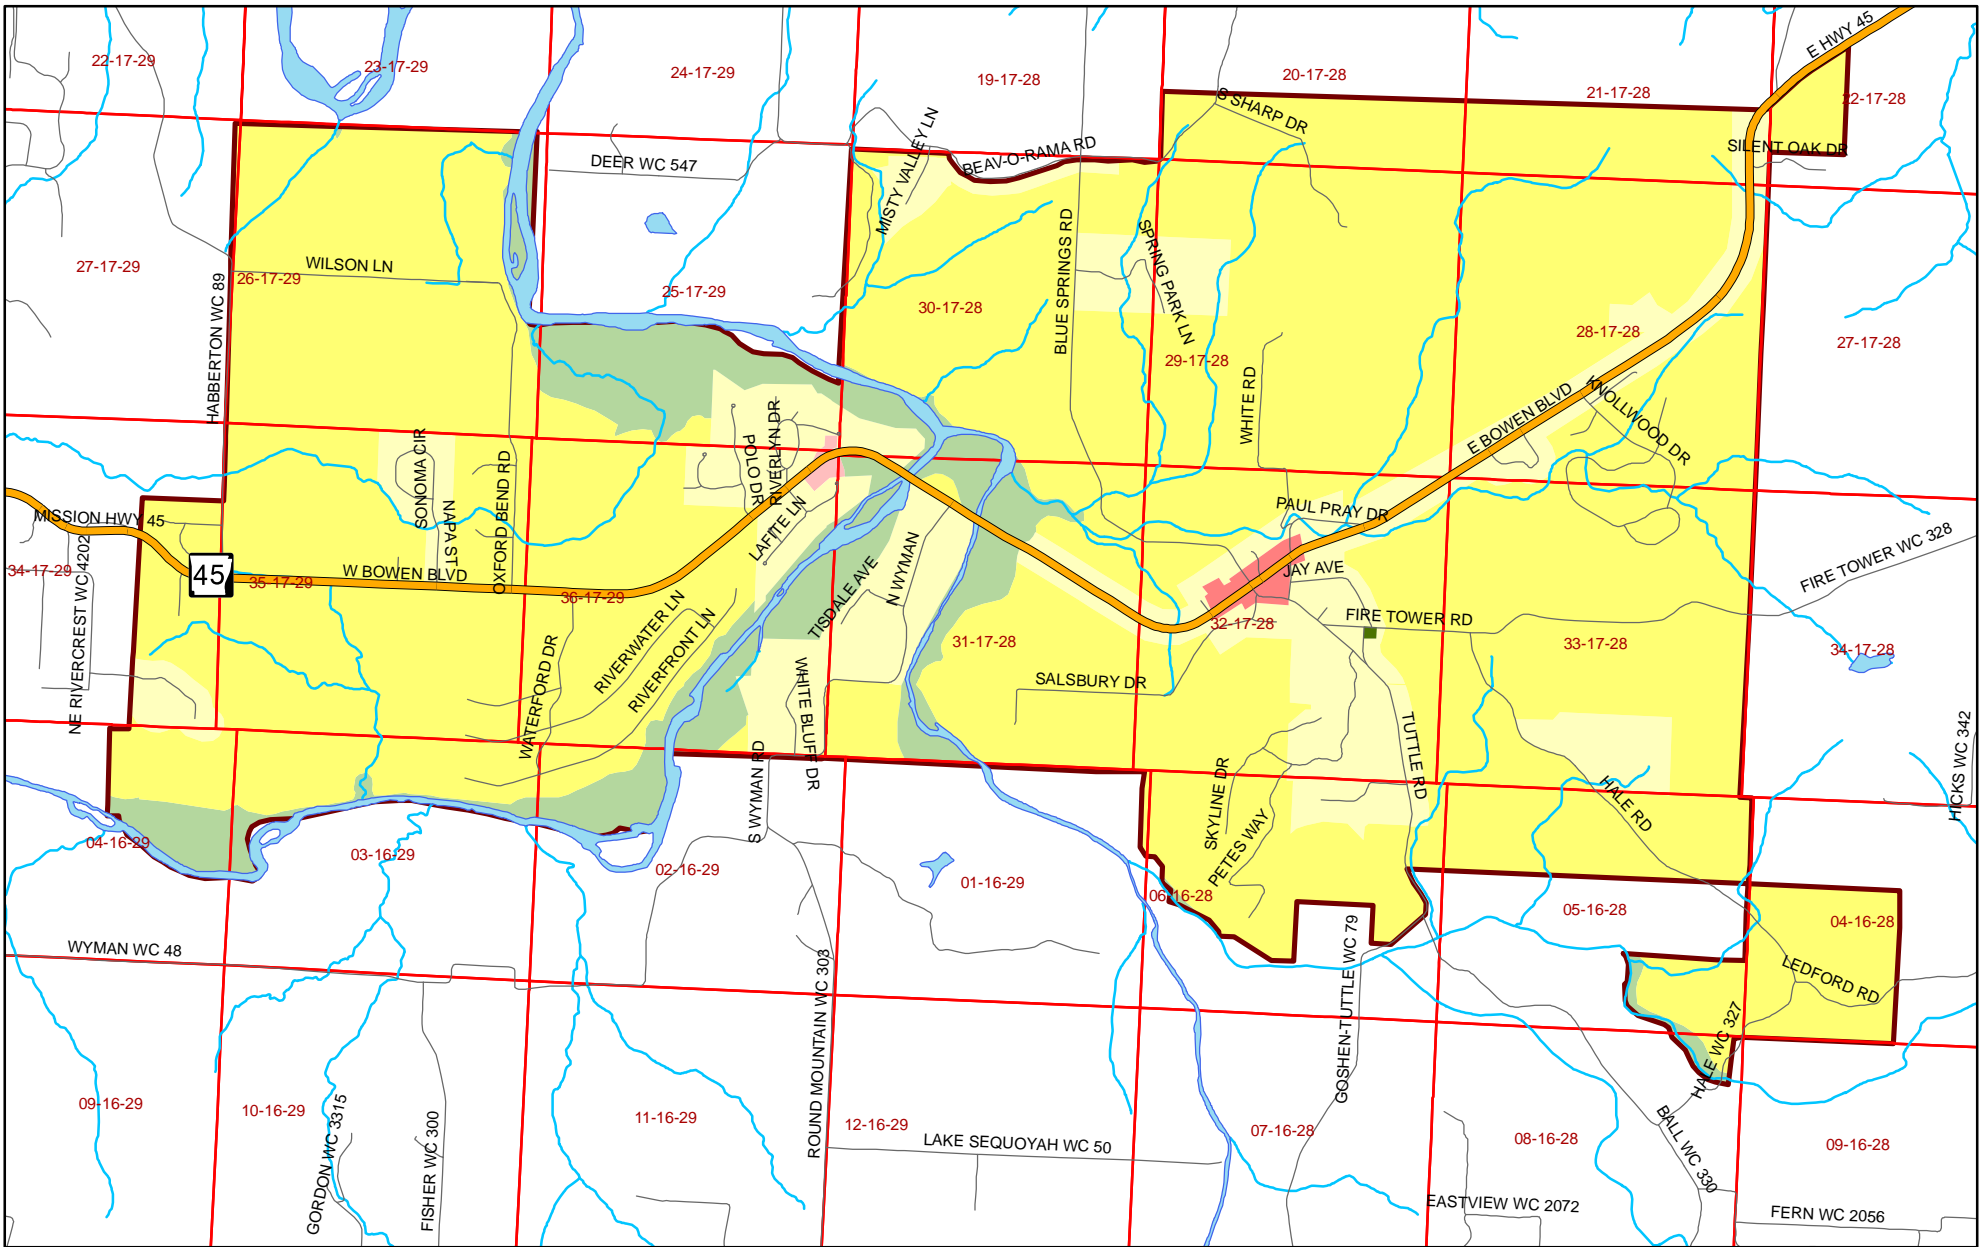 E HWY 45
22-17-29
23-17-29
24-17-29
19-17-28
20-17-28
21-17-28
22-17-28
S SHARP DR
SILENT OAK DR
DEER WC 547
MISTY VALLEY LN
BEAV-O-RAMA RD
27-17-29
WILSON LN
26-17-29
25-17-29
30-17-28
BLUE SPRINGS RD
SPRING PARK LN
29-17-28
28-17-28
27-17-28
HABBERTON WC 89
WHITE RD
E BOWEN BLVD
KNOLLWOOD DR
SONOMA CIR
NAPA ST
OXFORD BEND RD
POLO DR
RIVERLYN DR
LAFITE LN
PAUL PRAY DR
MISSION HWY 45
34-17-29
NE RIVERCREST WC 4202
45
35-17-29
W BOWEN BLVD
36-17-29
TISDALE AVE
N WYMAN
JAY AVE
FIRE TOWER WC 328
FIRE TOWER RD
32-17-28
31-17-28
33-17-28
34-17-28
RIVERWATER LN
RIVERFRONT LN
WATERFORD DR
WHITE BLUFF DR
SALSBURY DR
TUTTLE RD
S WYMAN RD
SKYLINE DR
PETES WAY
HALE RD
HICKS WC 342
04-16-29
03-16-29
02-16-29
01-16-29
06-16-28
05-16-28
04-16-28
WYMAN WC 48
ROUND MOUNTAIN WC 303
GOSHEN-TUTTLE WC 79
LEDFORD RD
HALE WC 327
09-16-29
10-16-29
GORDON WC 3315
FISHER WC 300
11-16-29
12-16-29
LAKE SEQUOYAH WC 50
07-16-28
08-16-28
BALL WC 330
09-16-28
EASTVIEW WC 2072
FERN WC 2056